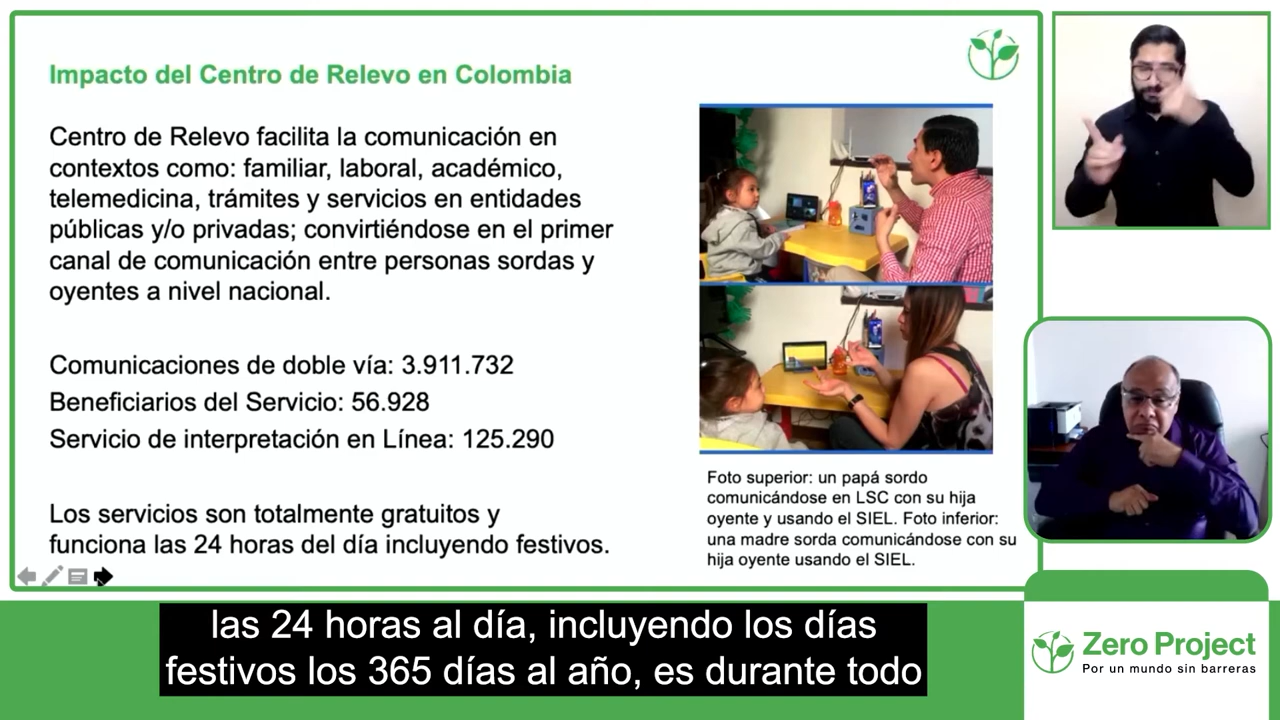 Impacto del Centro de Relevo en Colombia
Centro de Relevo facilita la comunicación en
contextos como: familiar, laboral, académico,
telemedicina, trámites y servicios en entidades
públicas y/o privadas; convirtiéndose en el primer
canal de comunicación entre personas sordas y
oyentes a nivel nacional.
Comunicaciones de doble vía: 3.911.732
Beneficiarios del Servicio: 56.928
Servicio de interpretación en Línea: 125.290
Los servicios son totalmente gratuitos y
funciona las 24 horas del día incluyendo festivos.
Foto superior: un papá sordo
comunicándose en LSC con su hija
oyente y usando el SIEL. Foto inferior:
una madre sorda comunicándose con su
hija oyente usando el SIEL.
las 24 horas al día, incluyendo los días
festivos los 365 días al año, es durante todo
Zero Project
Por un mundo sin barreras